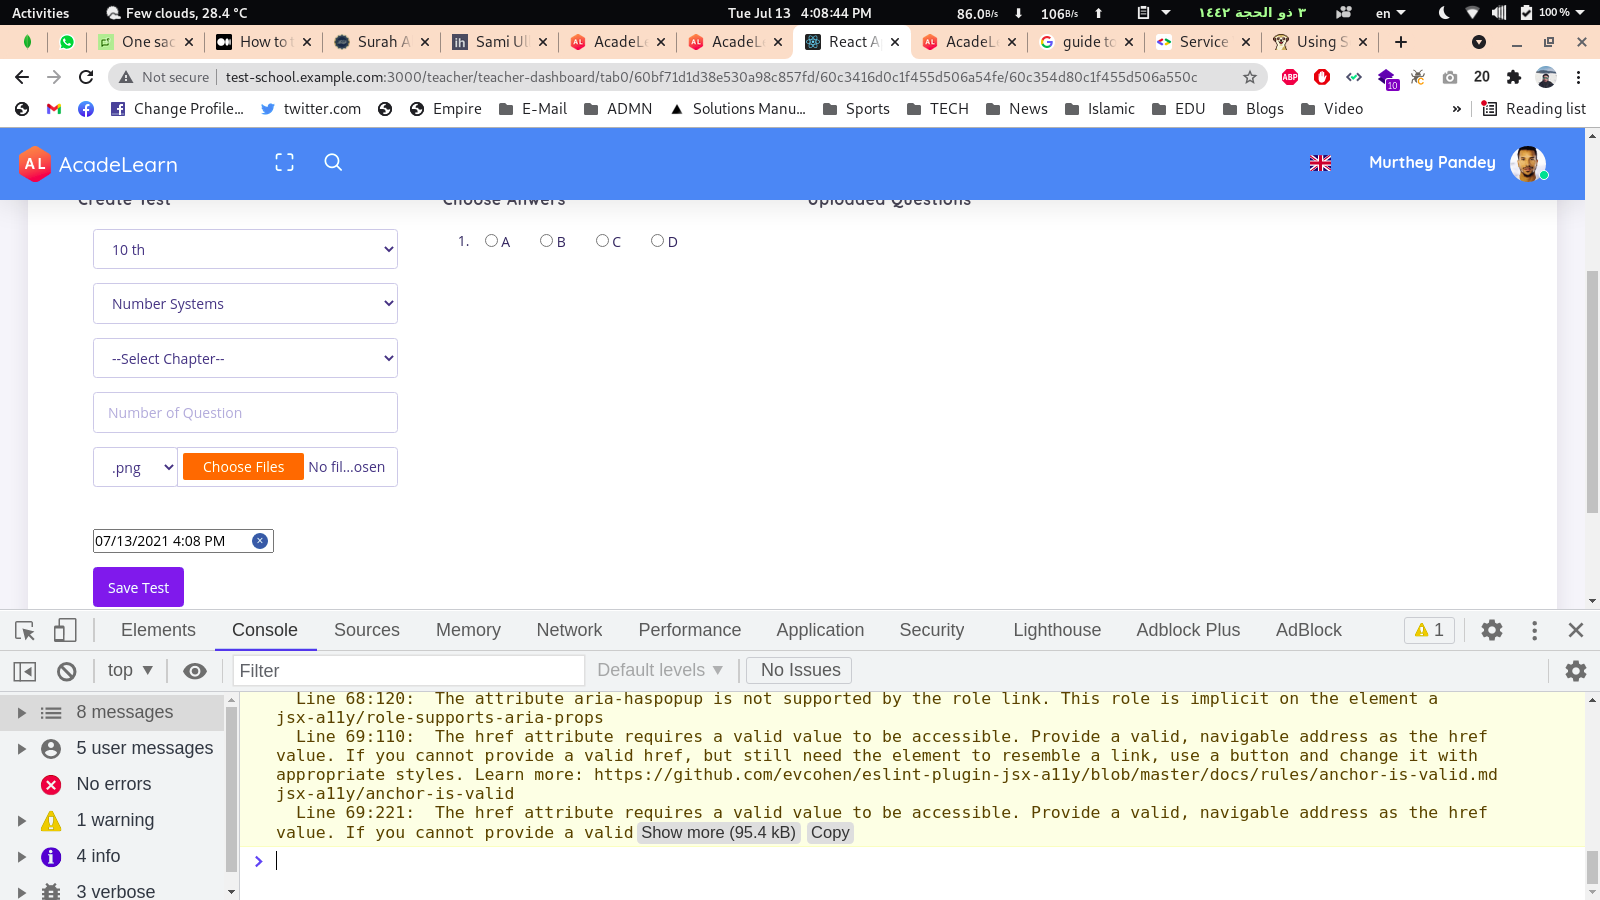 Activities Few clouds, 28.4 °C Tue Jul 13 4:08:44 PM 86.0B/s 106B/s ٣ ذو الحجة ١٤٤٢ en 100 %
One sac How to Surah A Sami Ul AcadeL AcadeL React A AcadeL guide to Service Using S
Not secure test-school.example.com:3000/teacher/teacher-dashboard/tab0/60bf71d1d38e530a98c857fd/60c3416d0c1f455d506a54fe/60c354d80c1f455d506a550c ABP 10 20
Change Profile... twitter.com Empire E-Mail ADMN Solutions Manu... Sports TECH News Islamic EDU Blogs Video » Reading list
AL AcadeLearn Murthey Pandey
Create Test Choose Anwers Uploaded Questions
10 th 1. A B C D
Number Systems
--Select Chapter--
Number of Question
.png Choose Files No fil...osen
07/13/2021 4:08 PM
Save Test
Elements Console Sources Memory Network Performance Application Security Lighthouse Adblock Plus AdBlock 1
top Filter Default levels No Issues
8 messages
5 user messages
No errors
1 warning
4 info
3 verbose
Line 68:120: The attribute aria-haspopup is not supported by the role link. This role is implicit on the element a
jsx-a11y/role-supports-aria-props
Line 69:110: The href attribute requires a valid value to be accessible. Provide a valid, navigable address as the href
value. If you cannot provide a valid href, but still need the element to resemble a link, use a button and change it with
appropriate styles. Learn more: https://github.com/evcohen/eslint-plugin-jsx-a11y/blob/master/docs/rules/anchor-is-valid.md
jsx-a11y/anchor-is-valid
Line 69:221: The href attribute requires a valid value to be accessible. Provide a valid, navigable address as the href
value. If you cannot provide a valid Show more (95.4 kB) Copy